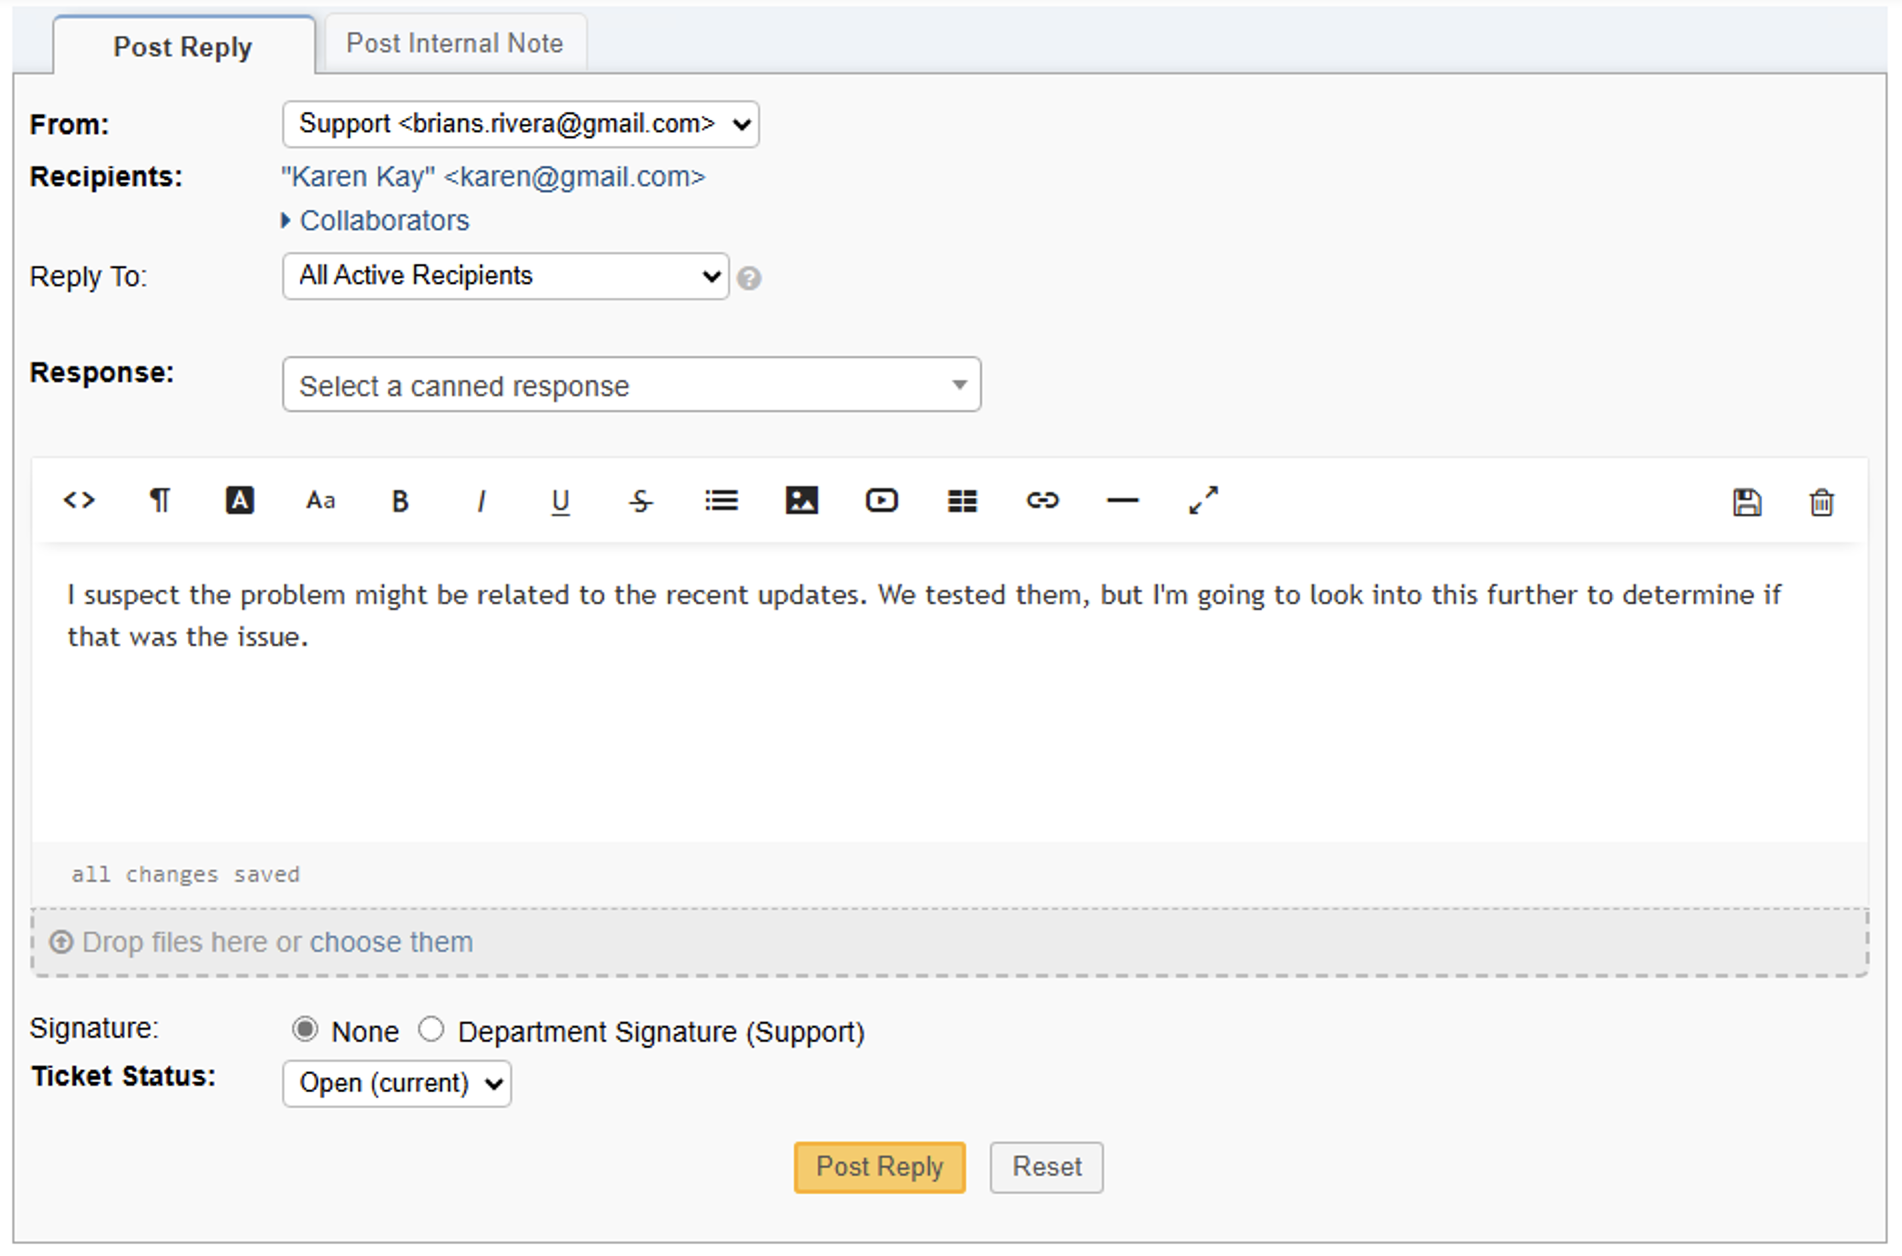 Post Reply Post Internal Note
From: Support <brians.rivera@gmail.com>
Recipients: "Karen Kay" <karen@gmail.com>
Collaborators
Reply To: All Active Recipients ?
Response: Select a canned response
<> ¶ A Aa B I U S
I suspect the problem might be related to the recent updates. We tested them, but I'm going to look into this further to determine if
that was the issue.
all changes saved
Drop files here or choose them
Signature: None Department Signature (Support)
Ticket Status: Open (current)
Post Reply Reset